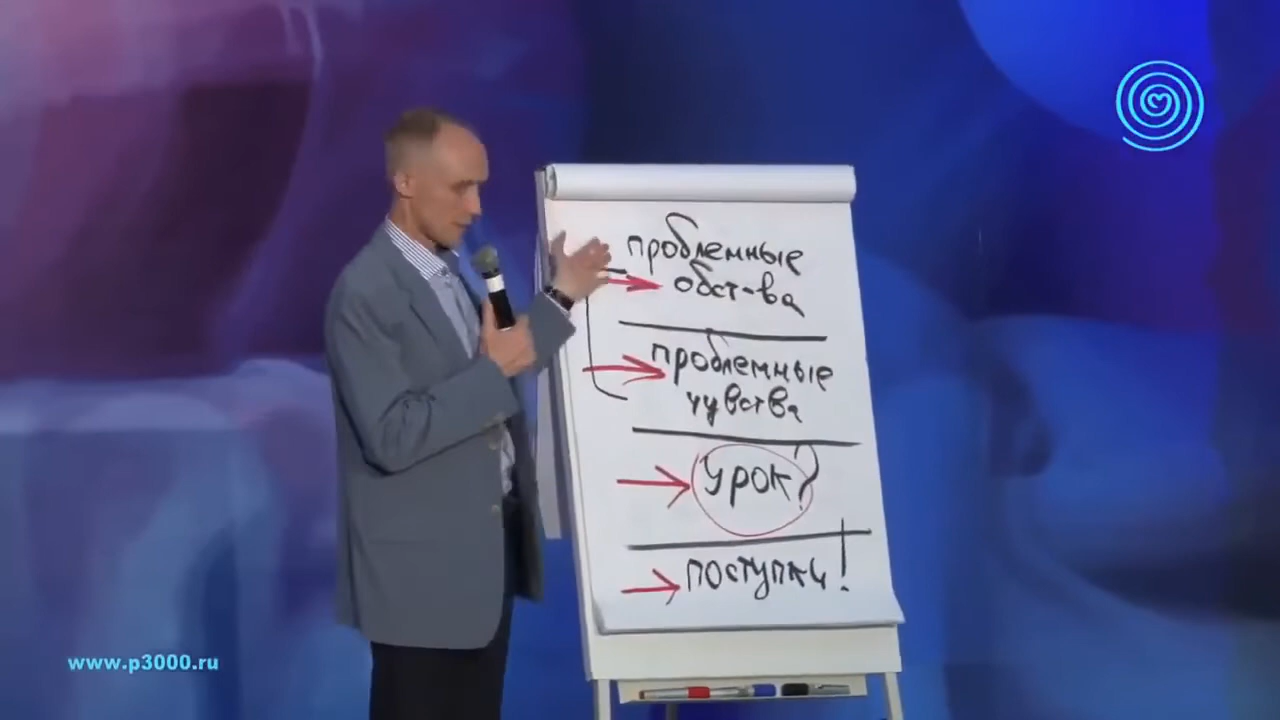 проблемные
обст-ва
проблемные
чувства
урок?
поступки!
www.p3000.ru